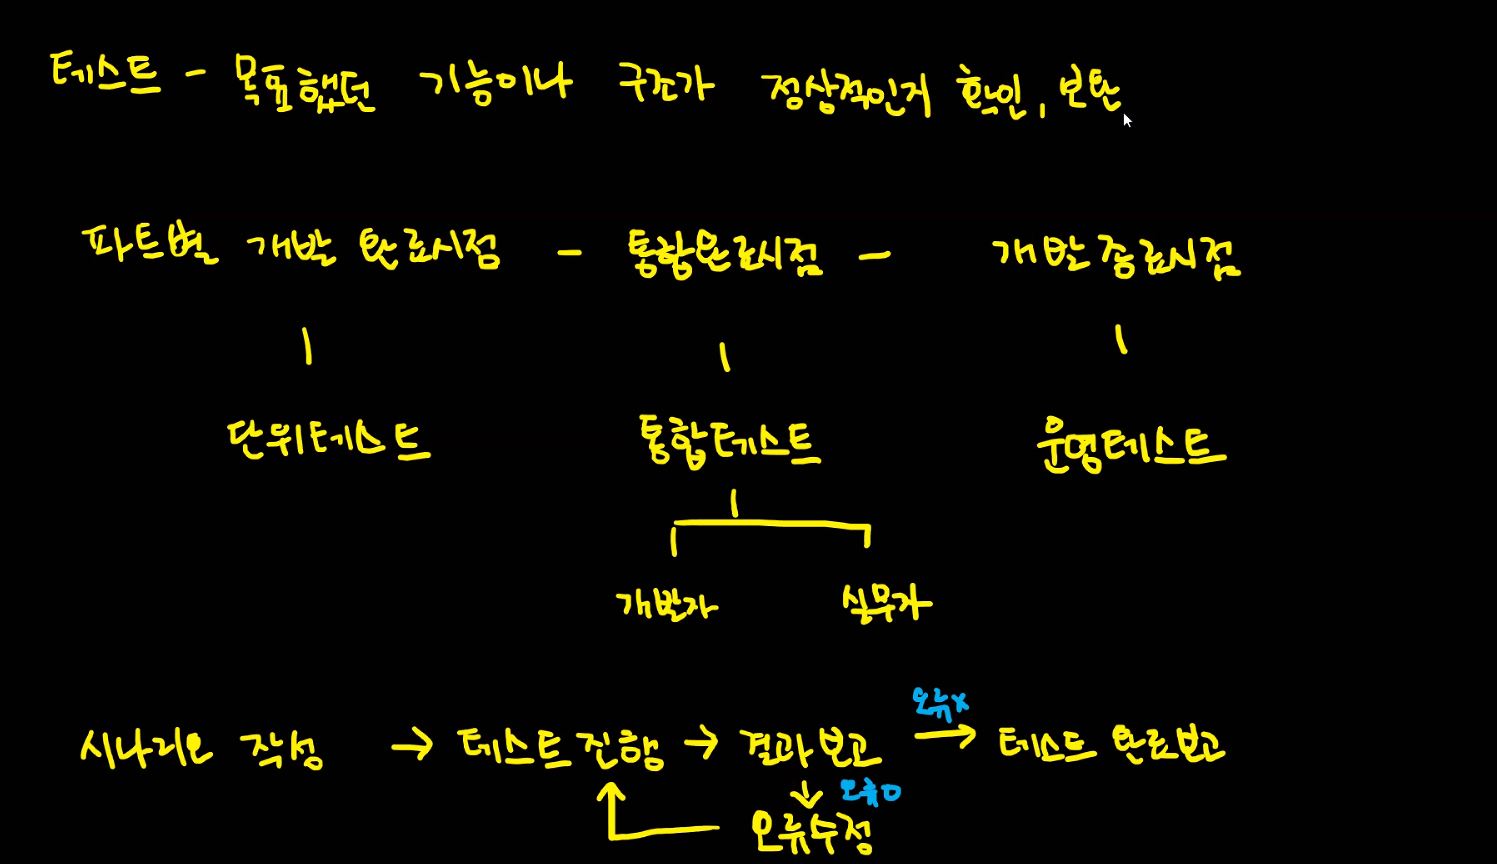 테스트 - 목표했던 기능이나 구조가 정상적인지 확인, 보완
파트별 개발 완료시점 - 통합완료시점 - 개발종료시점
단위테스트 통합테스트 운영테스트
개발자 실무자
오류x
시나리오 작성 → 테스트 진행 → 결과 보고 → 테스트 완료보고
오류o
오류수정